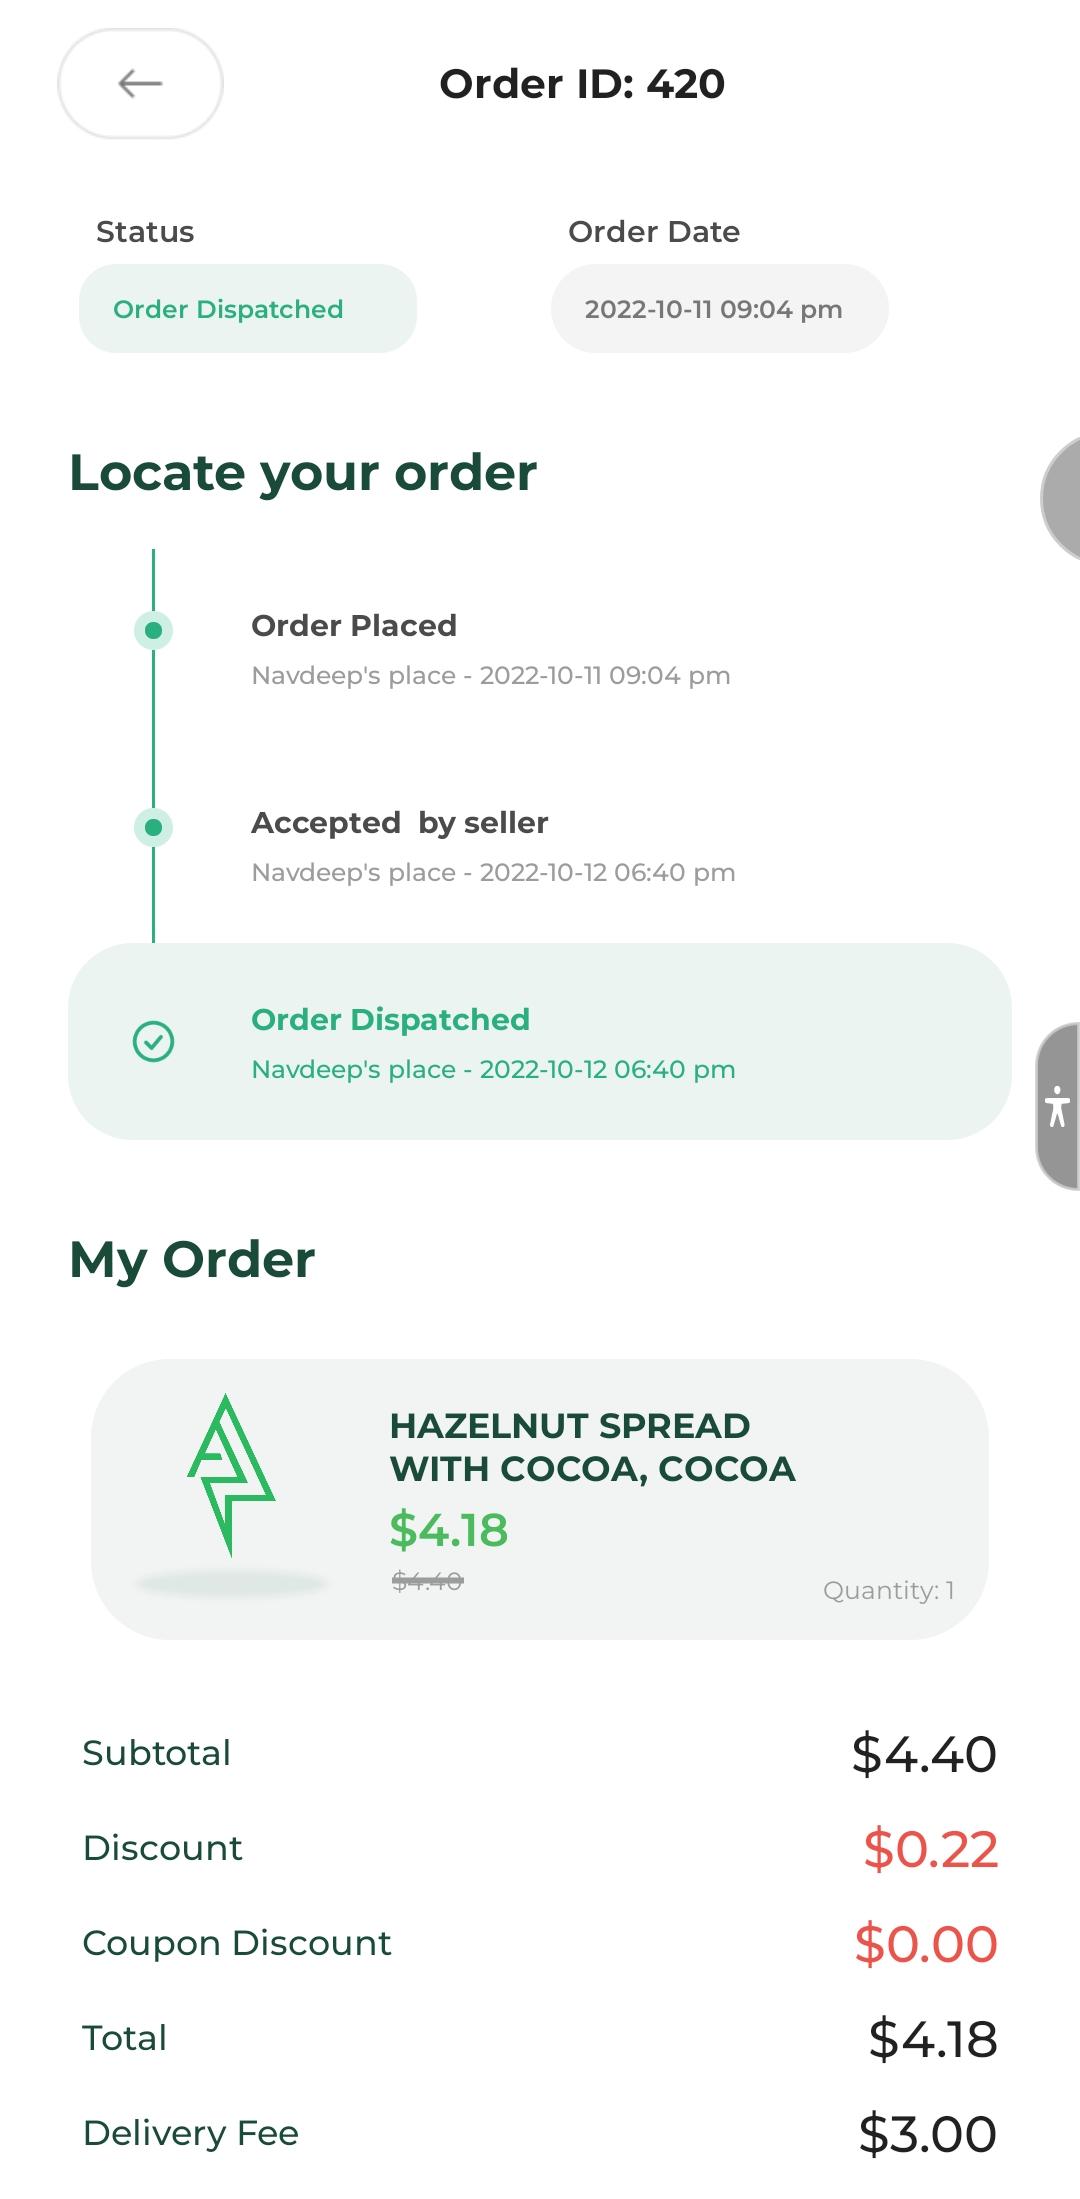 Order ID: 420
Status
Order Date
Order Dispatched
2022-10-11 09:04 pm
Locate your order
Order Placed
Navdeep's place - 2022-10-11 09:04 pm
Accepted  by seller
Navdeep's place - 2022-10-12 06:40 pm
Order Dispatched
Navdeep's place - 2022-10-12 06:40 pm
My Order
HAZELNUT SPREAD
WITH COCOA, COCOA
$4.18
$4.40
Quantity: 1
Subtotal
$4.40
Discount
$0.22
Coupon Discount
$0.00
Total
$4.18
Delivery Fee
$3.00